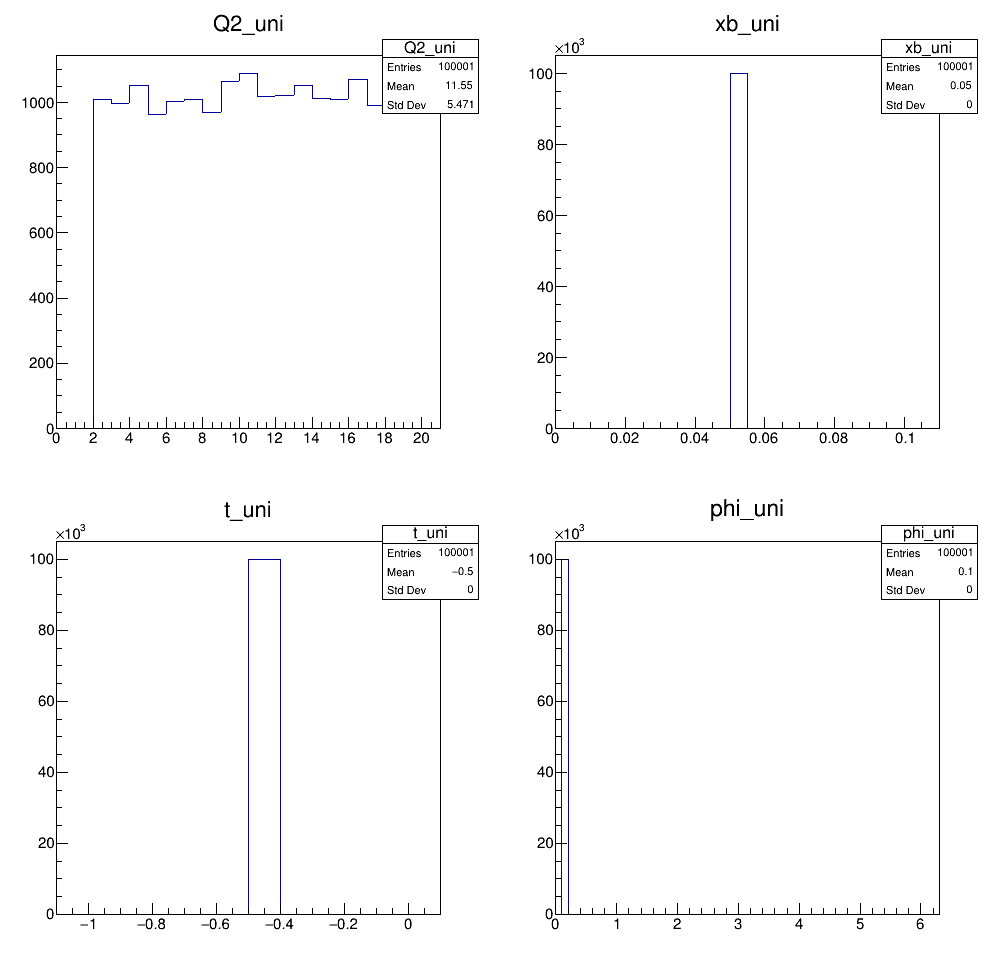 Q2_uni
Q2_uni
Entries 100001
Mean 11.55
Std Dev 5.471
1000
800
600
400
200
0
0 2 4 6 8 10 12 14 16 18 20
xb_uni
×10³
xb_uni
Entries 100001
Mean 0.05
Std Dev 0
100
80
60
40
20
0
0 0.02 0.04 0.06 0.08 0.1
t_uni
×10³
t_uni
Entries 100001
Mean −0.5
Std Dev 0
100
80
60
40
20
0
−1 −0.8 −0.6 −0.4 −0.2 0
phi_uni
×10³
phi_uni
Entries 100001
Mean 0.1
Std Dev 0
100
80
60
40
20
0
0 1 2 3 4 5 6